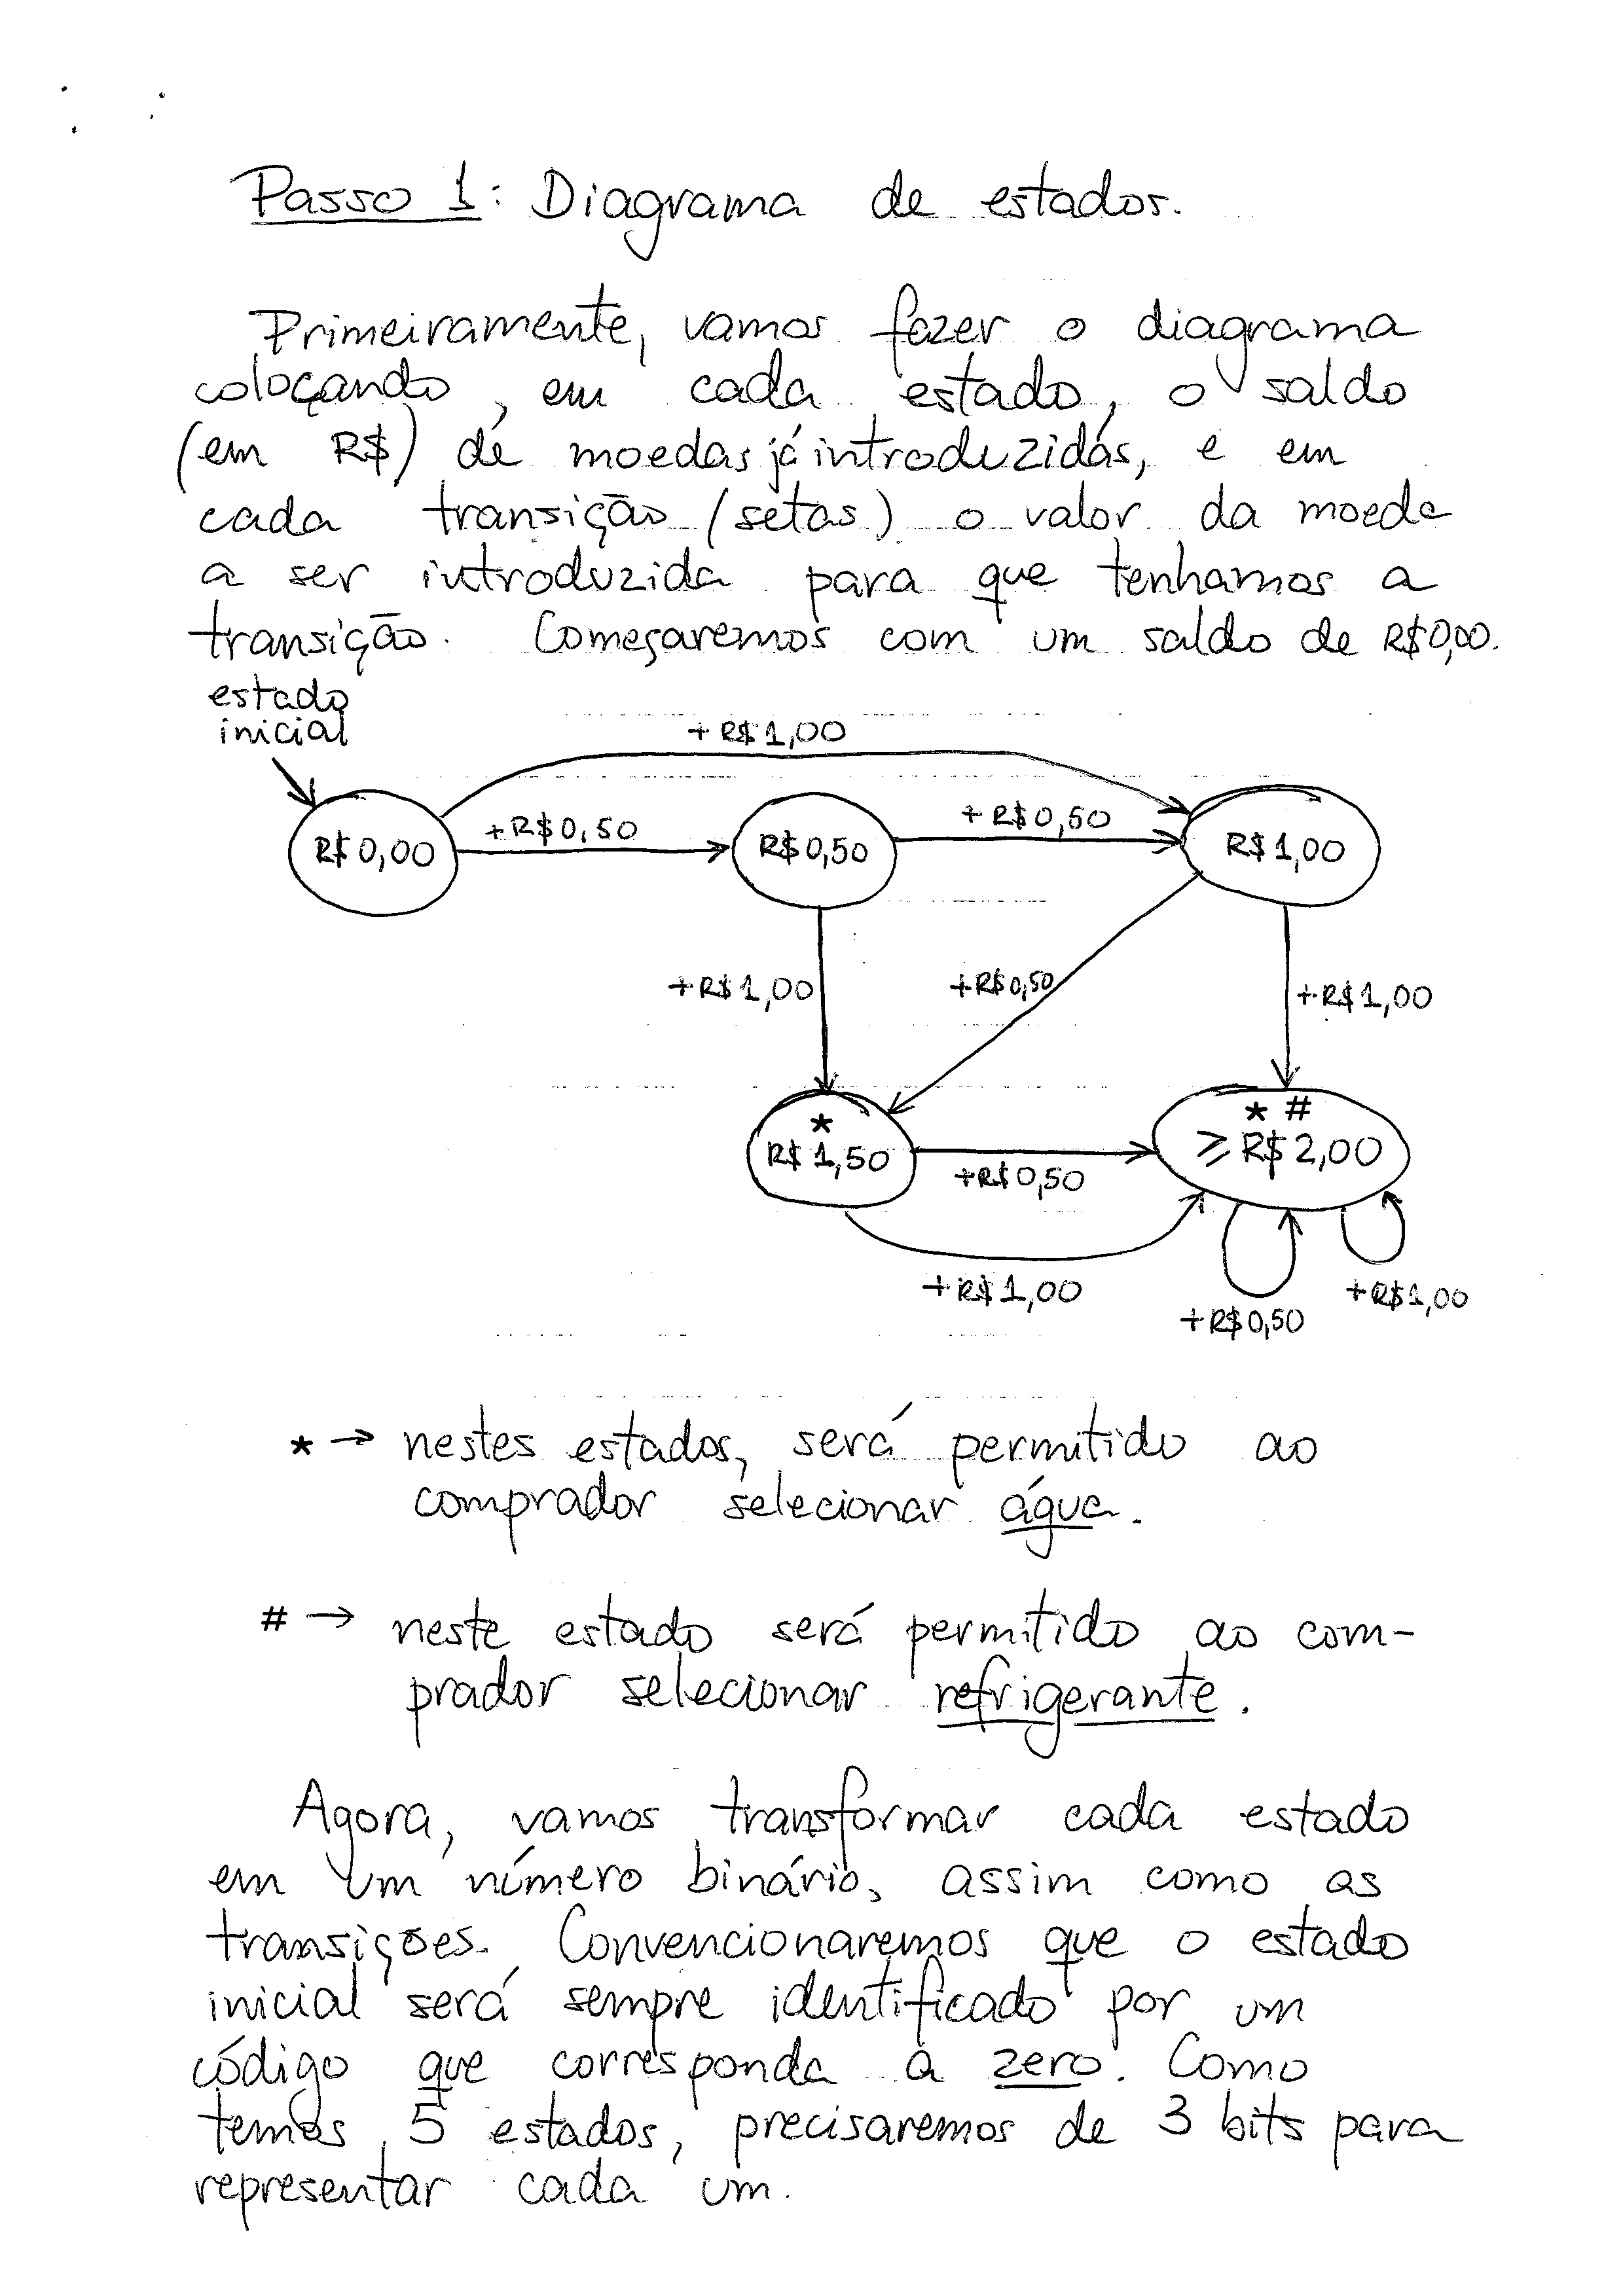 Passo 1: Diagrama de estados.
Primeiramente, vamos fazer o diagrama
colocando, em cada estado, o saldo
(em R$) de moedas já introduzidas, e em
cada transição (setas) o valor da moeda
a ser introduzida para que tenhamos a
transição. Começaremos com um saldo de R$0,00.
estado
inicial
+R$1,00
R$0,00
+R$0,50
R$0,50
+R$0,50
R$1,00
+R$1,00
+R$0,50
+R$1,00
*
R$1,50
+R$0,50
* #
≥R$2,00
+R$1,00
+R$0,50
+R$1,00
* → nestes estados, será permitido ao
comprador selecionar água.
# → neste estado será permitido ao com-
prador selecionar refrigerante.
Agora, vamos transformar cada estado
em um número binário, assim como as
transições. Convencionaremos que o estado
inicial será sempre identificado por um
código que corresponda a zero. Como
temos 5 estados, precisaremos de 3 bits para
representar cada um.